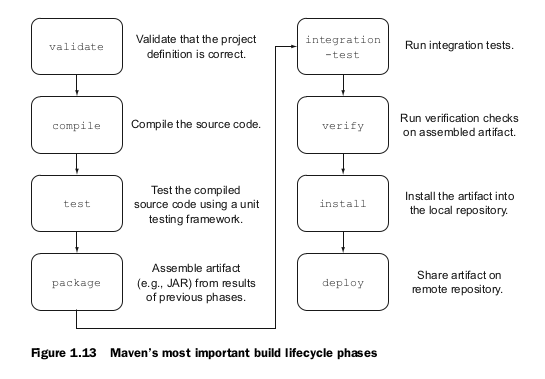 validate
Validate that the project
definition is correct.
compile
Compile the source code.
test
Test the compiled
source code using a unit
testing framework.
package
Assemble artifact
(e.g., JAR) from results
of previous phases.
integration
-test
Run integration tests.
verify
Run verification checks
on assembled artifact.
install
Install the artifact into
the local repository.
deploy
Share artifact on
remote repository.
Figure 1.13 Maven's most important build lifecycle phases